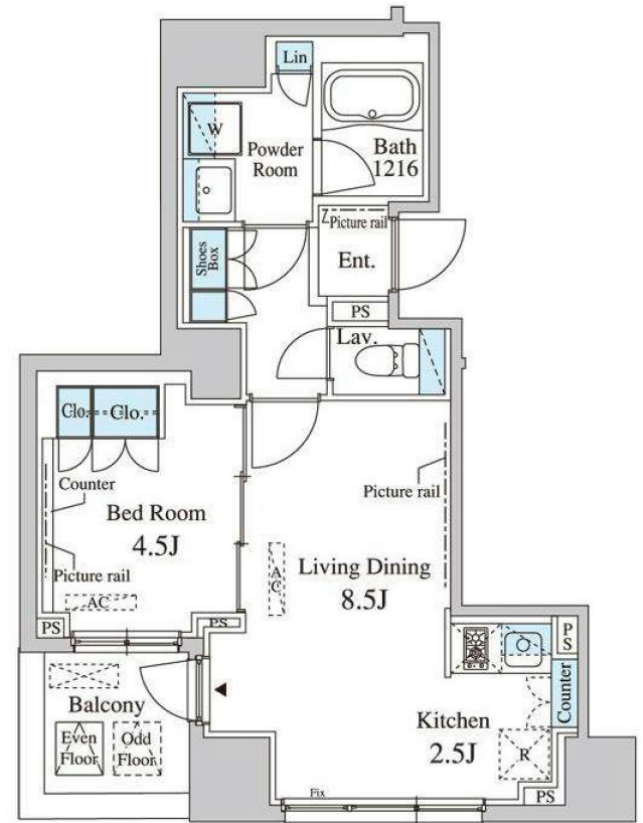 Lin
W
Powder
Room
Bath
1216
Picture rail
Shoes
Box
Ent.
PS
Lav.
Clo.
Clo.
Counter
Picture rail
Bed Room
4.5J
Picture rail
AC
Living Dining
8.5J
AC
PS
PS
PS
Balcony
Even
Floor
Odd
Floor
Kitchen
2.5J
Counter
R
Fix
PS